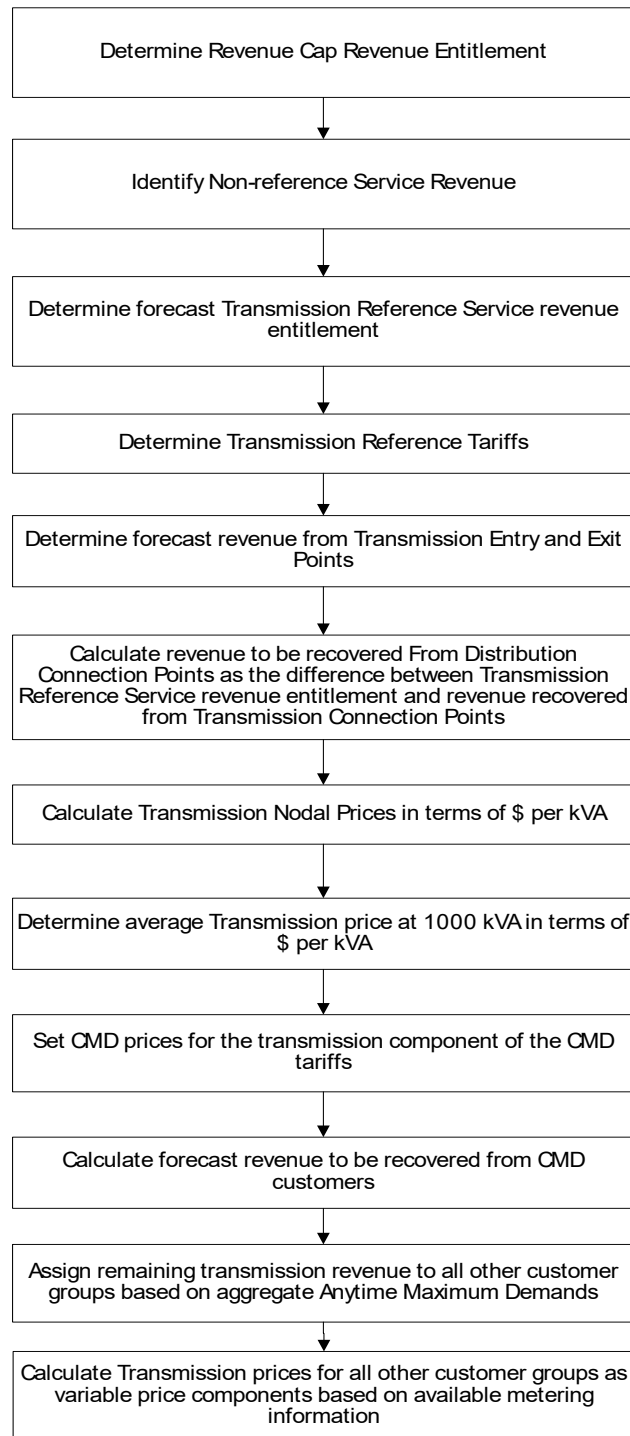 Determine Revenue Cap Revenue Entitlement
Identify Non-reference Service Revenue
Determine forecast Transmission Reference Service revenue
entitlement
Determine Transmission Reference Tariffs
Determine forecast revenue from Transmission Entry and Exit
Points
Calculate revenue to be recovered From Distribution
Connection Points as the difference between Transmission
Reference Service revenue entitlement and revenue recovered
from Transmission Connection Points
Calculate Transmission Nodal Prices in terms of $ per kVA
Determine average Transmission price at 1000 kVA in terms of
$ per kVA
Set CMD prices for the transmission component of the CMD
tariffs
Calculate forecast revenue to be recovered from CMD
customers
Assign remaining transmission revenue to all other customer
groups based on aggregate Anytime Maximum Demands
Calculate Transmission prices for all other customer groups as
variable price components based on available metering
information